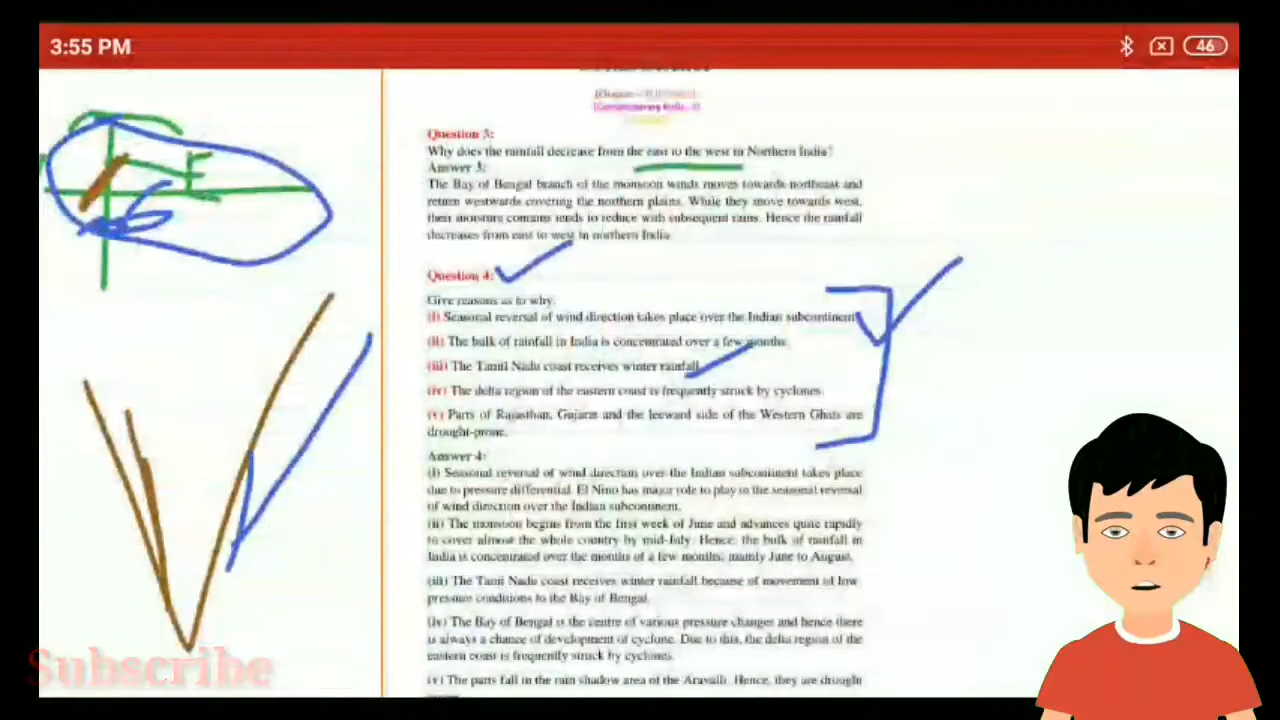 3:55 PM
46
Question 3:
Why does the rainfall decrease from the east to the west in Northern India?
Answer 3:
The Bay of Bengal branch of the monsoon winds moves towards northeast and
return westwards covering the northern plains. While they move towards west,
their moisture contains tends to reduce with subsequent rains. Hence the rainfall
decreases from east to west in northern India.
Question 4:
Give reasons as to why.
(i) Seasonal reversal of wind direction takes place over the Indian subcontinent
(ii) The bulk of rainfall in India is concentrated over a few months.
(iii) The Tamil Nadu coast receives winter rainfall.
(iv) The delta region of the eastern coast is frequently struck by cyclones.
(v) Parts of Rajasthan, Gujarat and the leeward side of the Western Ghats are
drought-prone.
Answer 4:
(i) Seasonal reversal of wind direction over the Indian subcontinent takes place
due to pressure differential. El Nino has major role to play in the seasonal reversal
of wind direction over the Indian subcontinent.
(ii) The monsoon begins from the first week of June and advances quite rapidly
to cover almost the whole country by mid-July. Hence, the bulk of rainfall in
India is concentrated over the months of a few months; mainly June to August.
(iii) The Tamil Nadu coast receives winter rainfall because of movement of low
pressure conditions to the Bay of Bengal.
(iv) The Bay of Bengal is the centre of various pressure changes and hence there
is always a chance of development of cyclone. Due to this, the delta region of the
eastern coast is frequently struck by cyclones.
(v) The parts fall in the rain shadow area of the Aravalli. Hence, they are drought
Subscribe